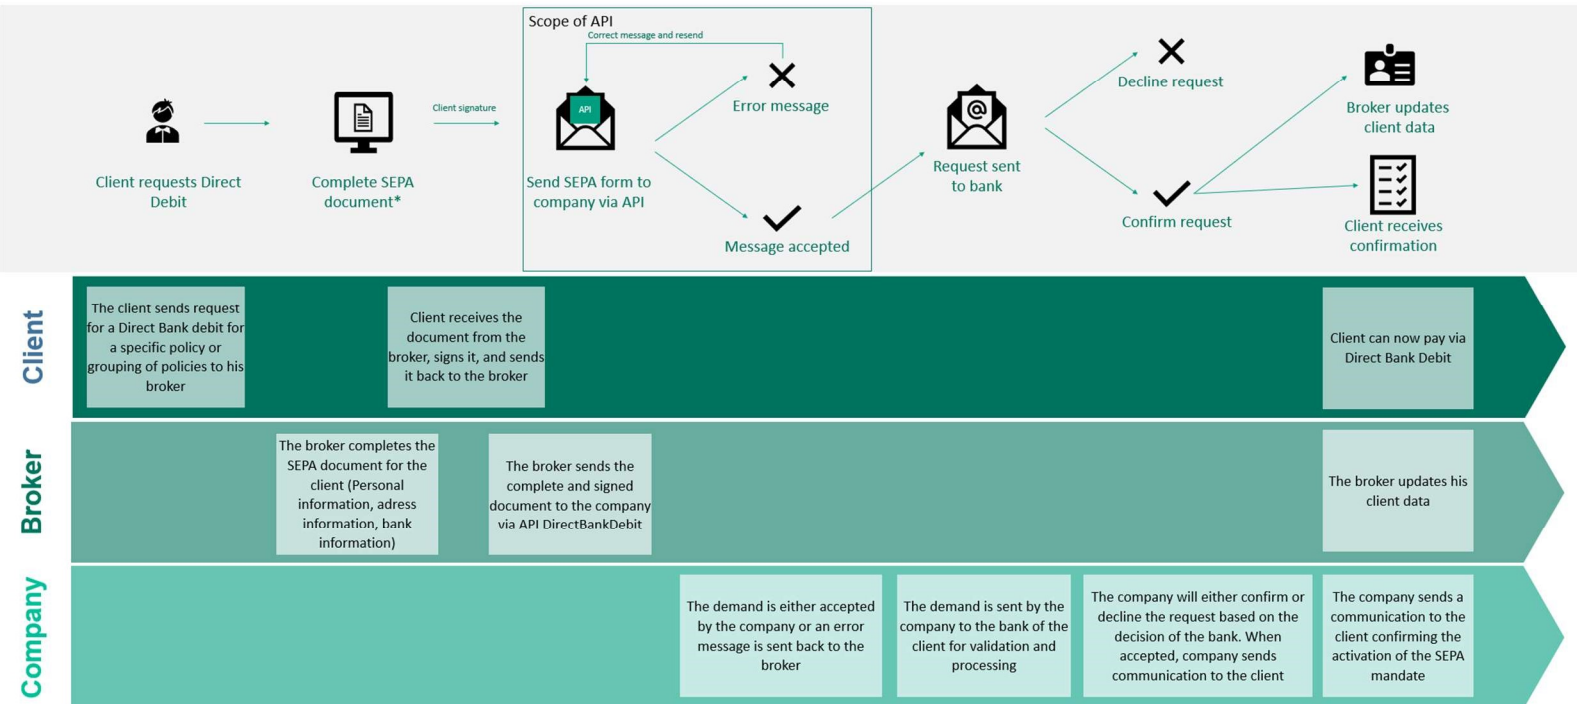 Scope of API
Correct message and resend
API
Client signature
Error message
Decline request
@
Broker updates
client data
Client requests Direct
Debit
Complete SEPA
document*
Send SEPA form to
company via API
Message accepted
Request sent
to bank
Confirm request
Client receives
confirmation
Client
The client sends request
for a Direct Bank debit for
a specific policy or
grouping of policies to his
broker
Client receives the
document from the
broker, signs it, and sends
it back to the broker
Client can now pay via
Direct Bank Debit
Broker
The broker completes the
SEPA document for the
client (Personal
information, adress
information, bank
information)
The broker sends the
complete and signed
document to the company
via API DirectBankDebit
The broker updates his
client data
Company
The demand is either accepted
by the company or an error
message is sent back to the
broker
The demand is sent by the
company to the bank of the
client for validation and
processing
The company will either confirm or
decline the request based on the
decision of the bank. When
accepted, company sends
communication to the client
The company sends a
communication to the
client confirming the
activation of the SEPA
mandate